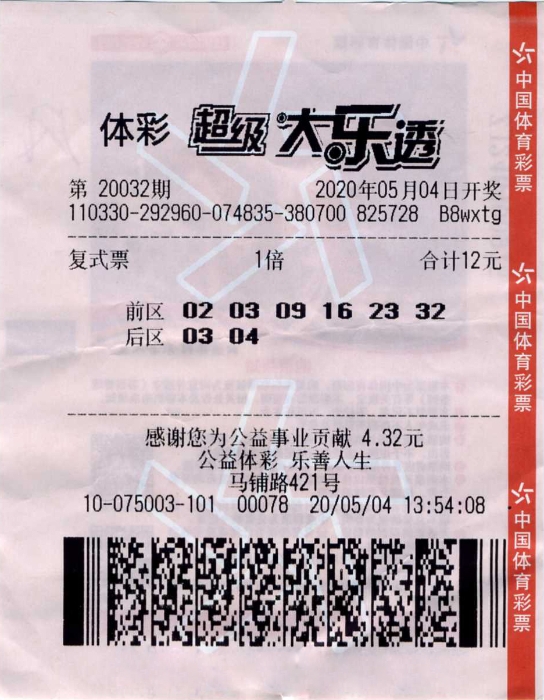 体彩 超级大乐透
第 20032期 2020年05月04日开奖
110330-292960-074835-380700 825728 B8wxtg
复式票 1倍 合计12元
前区 02 03 09 16 23 32
后区 03 04
感谢您为公益事业贡献 4.32元
公益体彩 乐善人生
马铺路421号
10-075003-101 00078 20/05/04 13:54:08
中国体育彩票
中国体育彩票
中国体育彩票